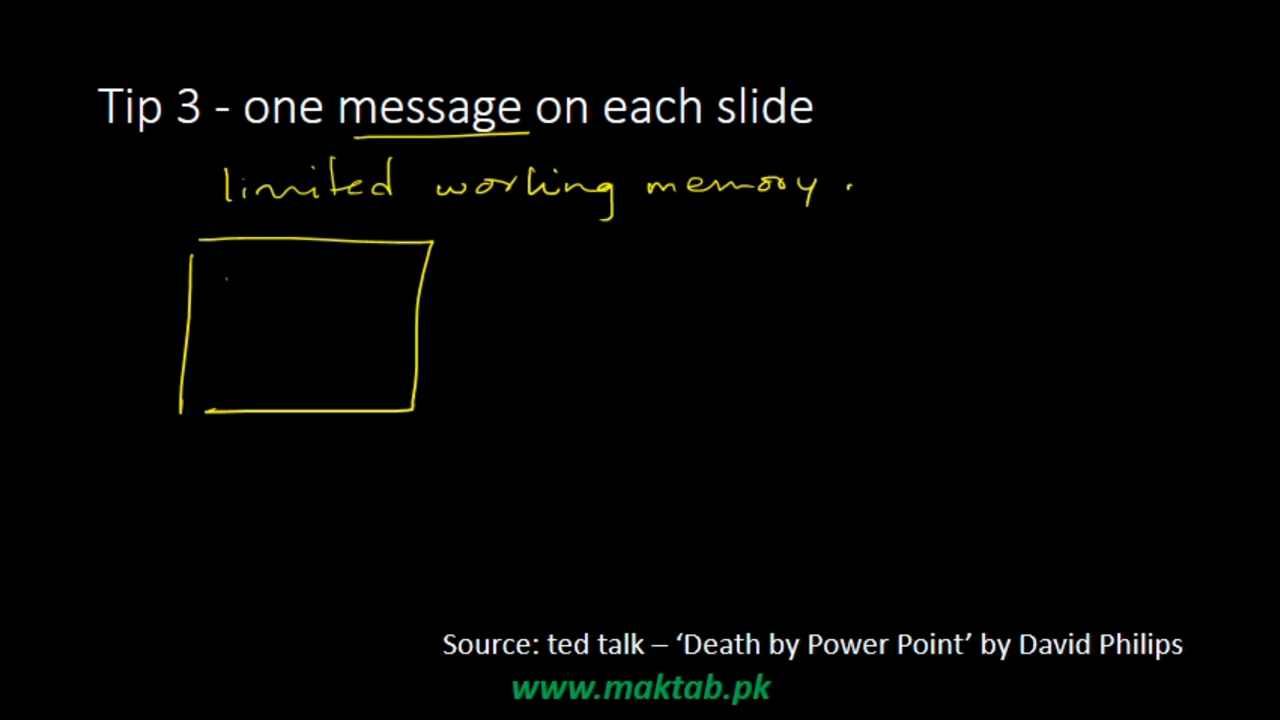 Tip 3 - one message on each slide
limited working memory.
Source: ted talk – ‘Death by Power Point’ by David Philips
www.maktab.pk